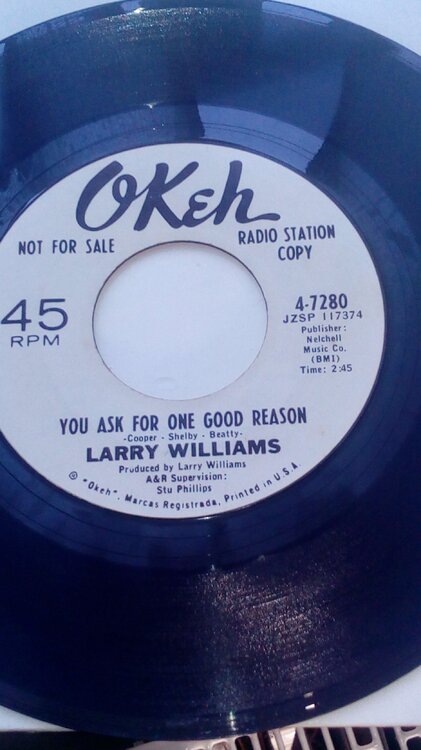 OKeh
NOT FOR SALE
RADIO STATION
COPY
45
RPM
4-7280
JZSP 117374
Publisher:
Nelchell
Music Co.
(BMI)
Time: 2:45
YOU ASK FOR ONE GOOD REASON
-Cooper - Shelby - Beatty-
LARRY WILLIAMS
Produced by Larry Williams
A&R Supervision:
Stu Phillips
© "Okeh", Marcas Registrada, Printed in U.S.A.